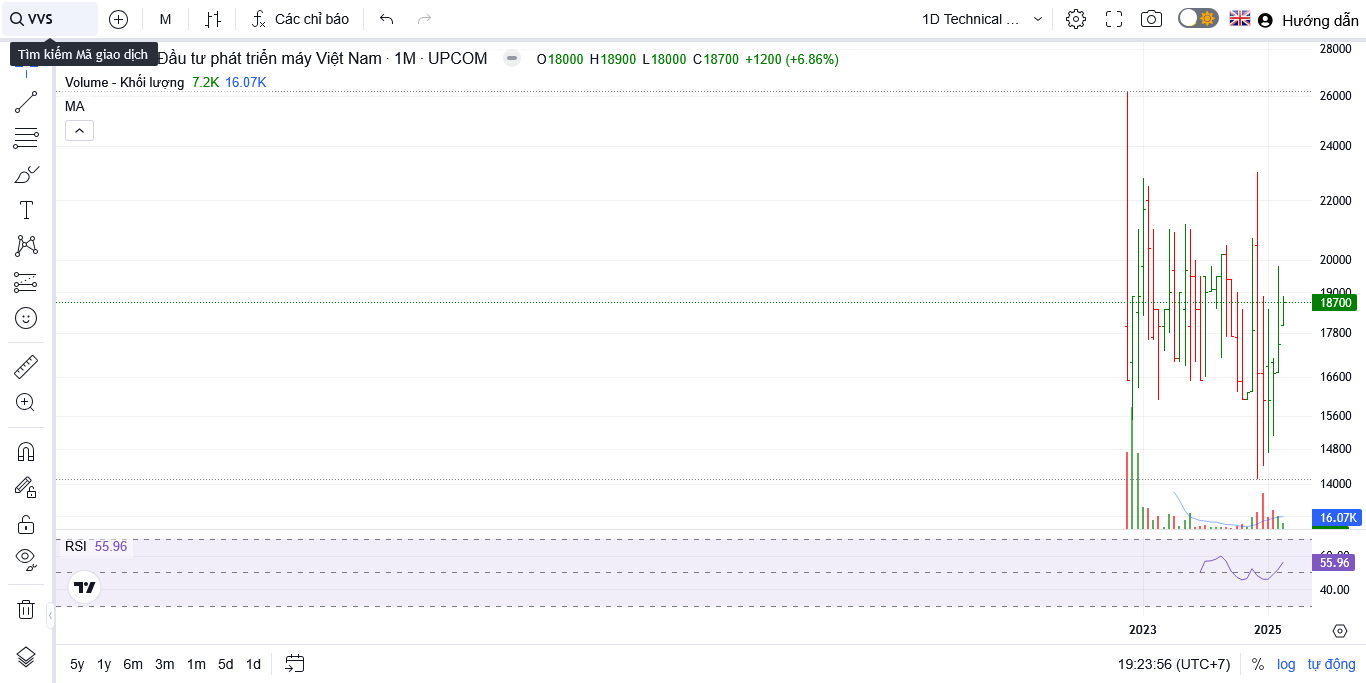 VVS M Các chỉ báo 1D Technical ... Hướng dẫn
Tìm kiếm Mã giao dịch
Đầu tư phát triển máy Việt Nam · 1M · UPCOM O18000 H18900 L18000 C18700 +1200 (+6.86%)
Volume - Khối lượng 7.2K 16.07K
MA
28000
26000
24000
22000
20000
19000
18700
17800
16600
15600
14800
14000
16.07K
RSI 55.96
60.00
55.96
40.00
2023 2025
5y 1y 6m 3m 1m 5d 1d 19:23:56 (UTC+7) % log tự động